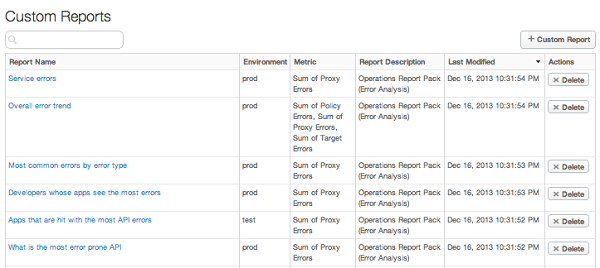 Custom Reports
+ Custom Report
Report Name Environment Metric Report Description Last Modified Actions
Service errors prod Sum of Proxy Operations Report Pack Dec 16, 2013 10:31:54 PM × Delete
Errors (Error Analysis)
Overall error trend prod Sum of Policy Operations Report Pack Dec 16, 2013 10:31:54 PM × Delete
Errors, Sum of (Error Analysis)
Proxy Errors,
Sum of Target
Errors
Most common errors by error type prod Sum of Proxy Operations Report Pack Dec 16, 2013 10:31:53 PM × Delete
Errors (Error Analysis)
Developers whose apps see the most errors prod Sum of Proxy Operations Report Pack Dec 16, 2013 10:31:53 PM × Delete
Errors (Error Analysis)
Apps that are hit with the most API errors test Sum of Proxy Operations Report Pack Dec 16, 2013 10:31:52 PM × Delete
Errors (Error Analysis)
What is the most error prone API prod Sum of Proxy Operations Report Pack Dec 16, 2013 10:31:52 PM × Delete
Errors (Error Analysis)